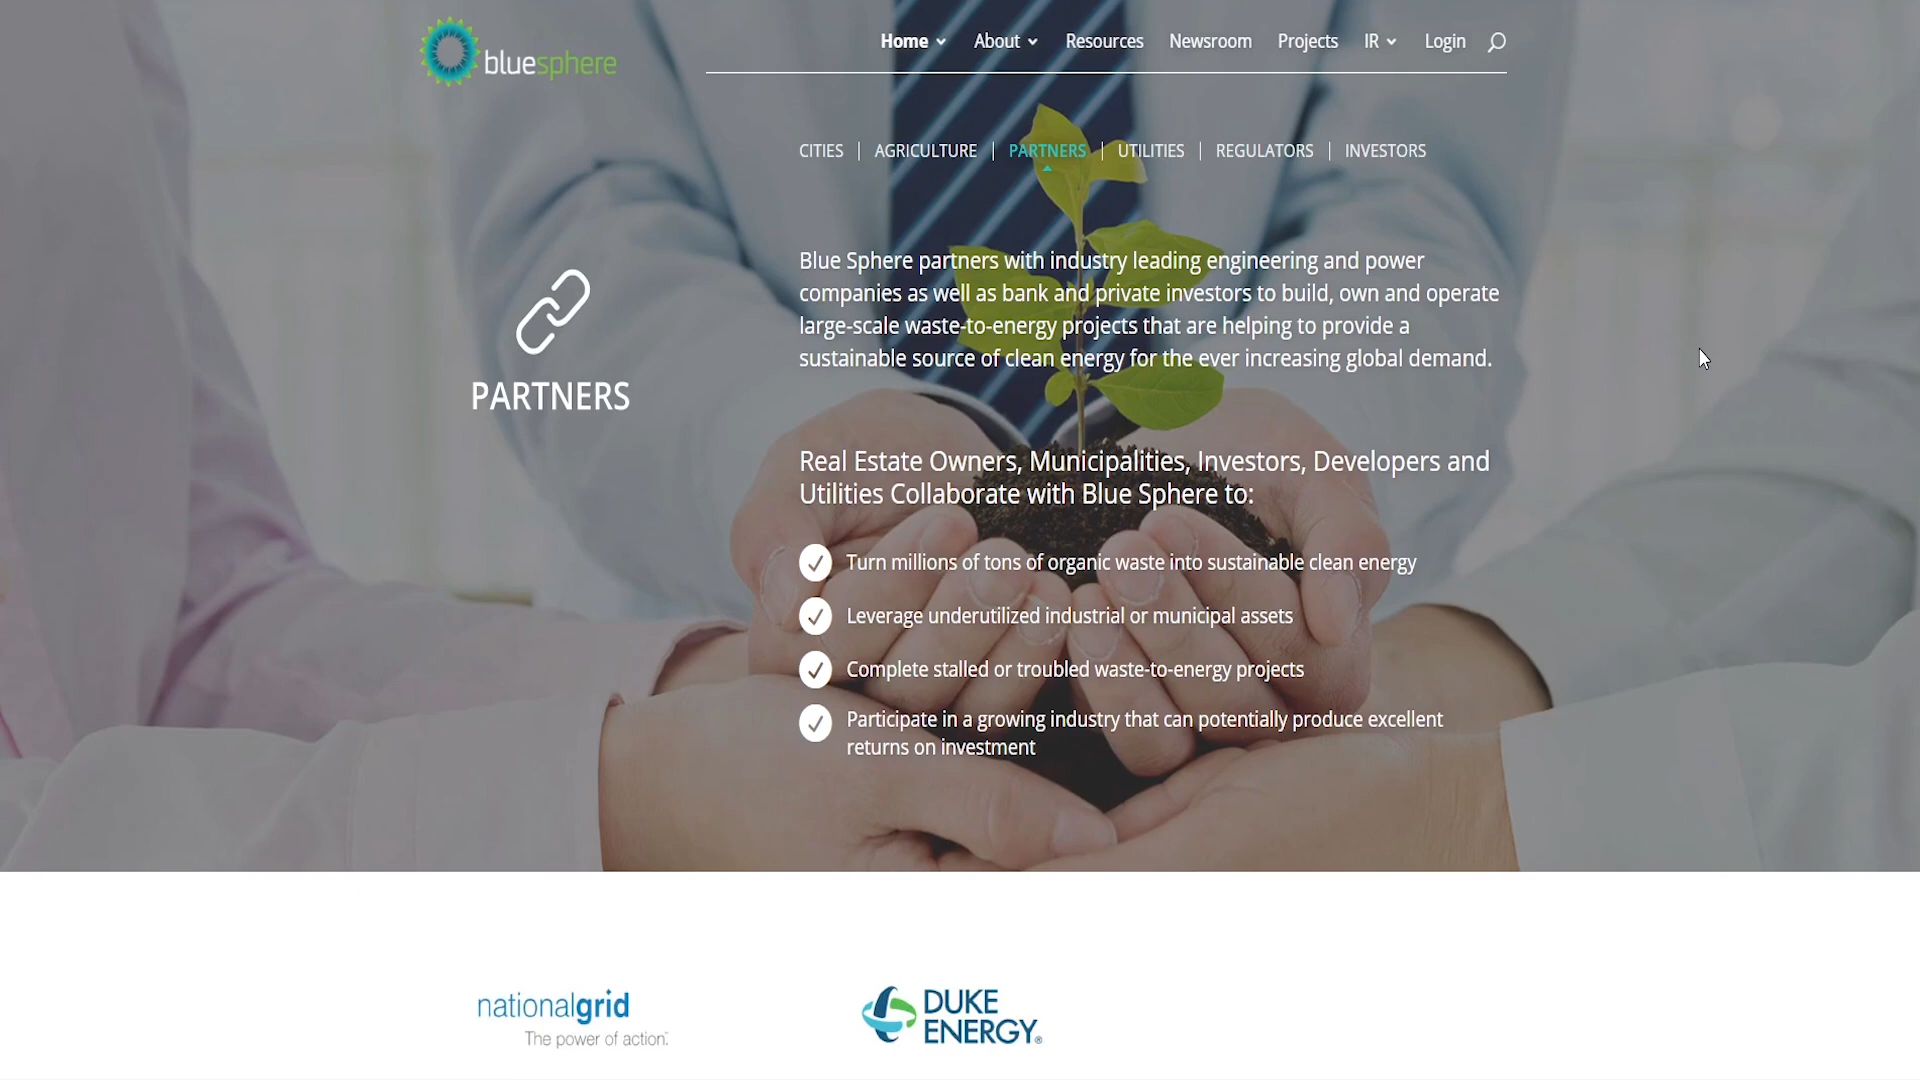 bluesphere
Home About Resources Newsroom Projects IR Login
CITIES | AGRICULTURE | PARTNERS | UTILITIES | REGULATORS | INVESTORS
PARTNERS
Blue Sphere partners with industry leading engineering and power
companies as well as bank and private investors to build, own and operate
large-scale waste-to-energy projects that are helping to provide a
sustainable source of clean energy for the ever increasing global demand.
Real Estate Owners, Municipalities, Investors, Developers and
Utilities Collaborate with Blue Sphere to:
Turn millions of tons of organic waste into sustainable clean energy
Leverage underutilized industrial or municipal assets
Complete stalled or troubled waste-to-energy projects
Participate in a growing industry that can potentially produce excellent
returns on investment
nationalgrid
The power of action.
DUKE
ENERGY®